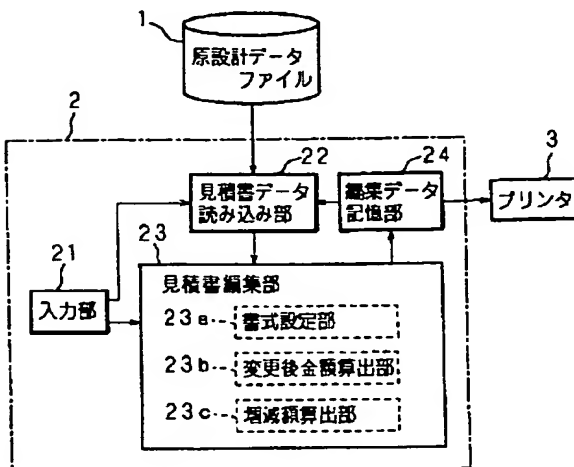 1
原設計データ
ファイル
2
22
見積書データ
読み込み部
24
編集データ
記憶部
3
プリンタ
21
入力部
23
見積書編集部
23a
書式設定部
23b
変更後金額算出部
23c
増減額算出部